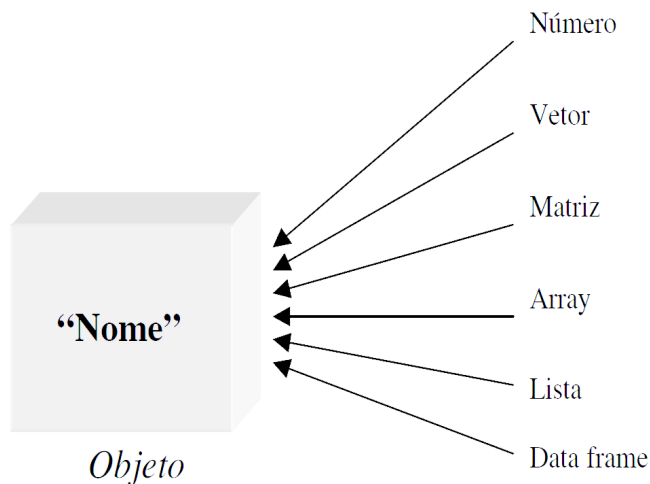 Número
Vetor
Matriz
Array
Lista
Data frame
“Nome”
Objeto